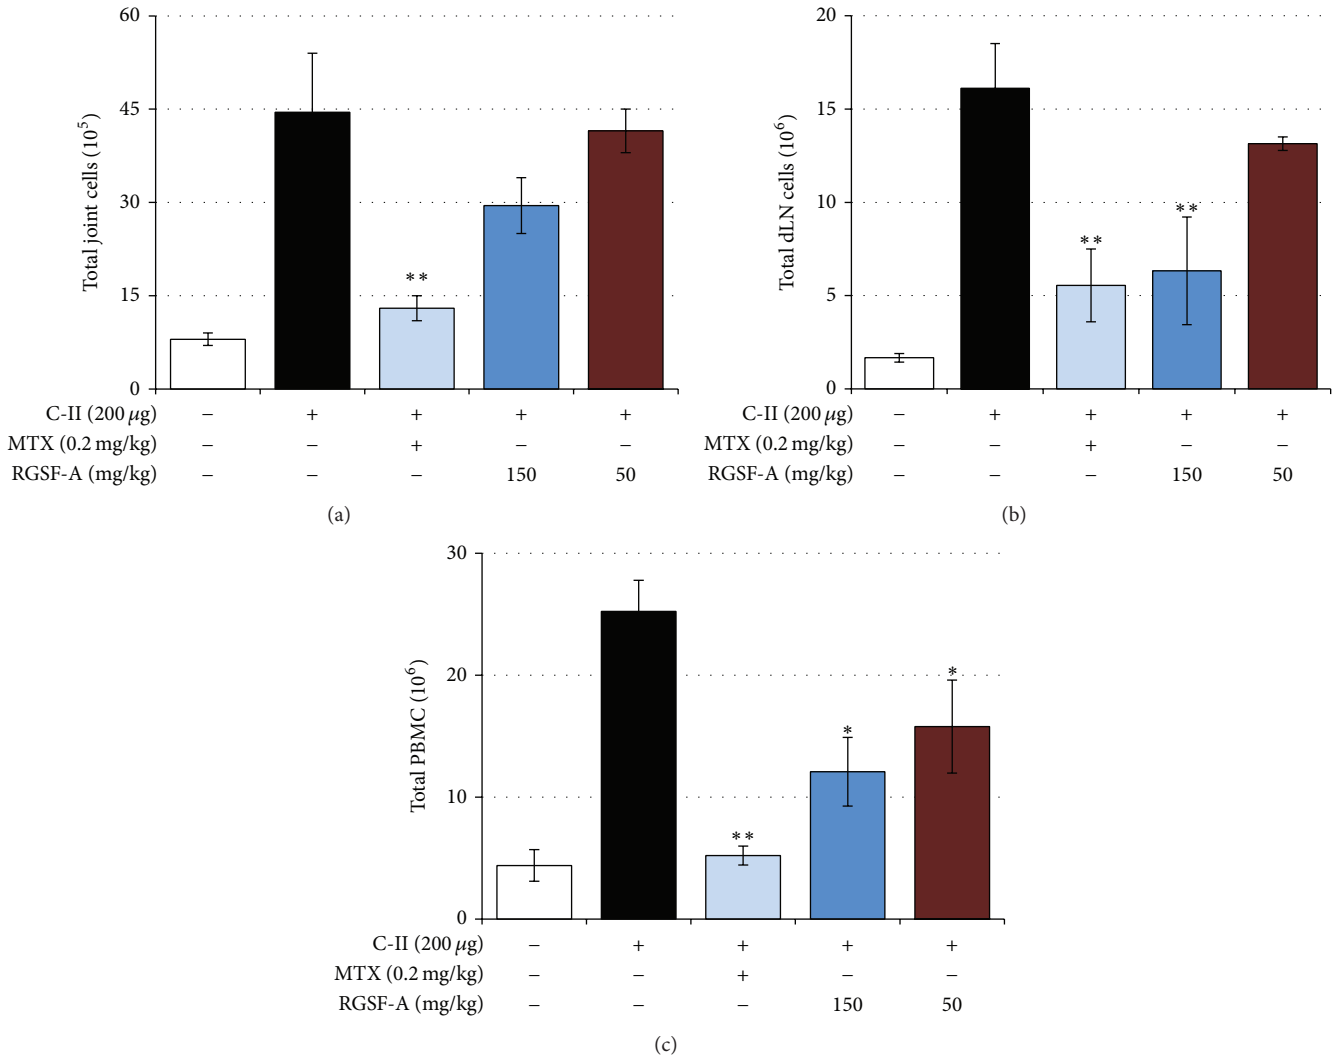 60
45
30
15
0
Total joint cells (10^5)
**
C-II (200 μg) − + + + +
MTX (0.2 mg/kg) − − + − −
RGSF-A (mg/kg) − − − 150 50
(a)
20
15
10
5
0
Total dLN cells (10^6)
**
**
C-II (200 μg) − + + + +
MTX (0.2 mg/kg) − − + − −
RGSF-A (mg/kg) − − − 150 50
(b)
30
20
10
0
Total PBMC (10^6)
**
*
*
C-II (200 μg) − + + + +
MTX (0.2 mg/kg) − − + − −
RGSF-A (mg/kg) − − − 150 50
(c)